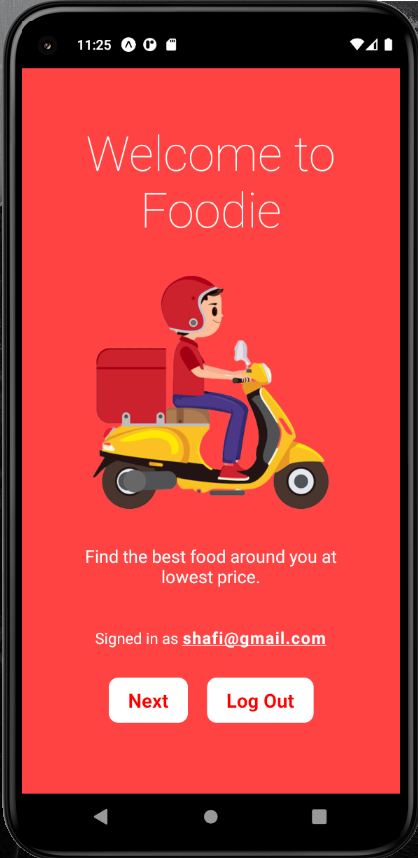 11:25
Welcome to
Foodie
Find the best food around you at
lowest price.
Signed in as shafi@gmail.com
Next Log Out